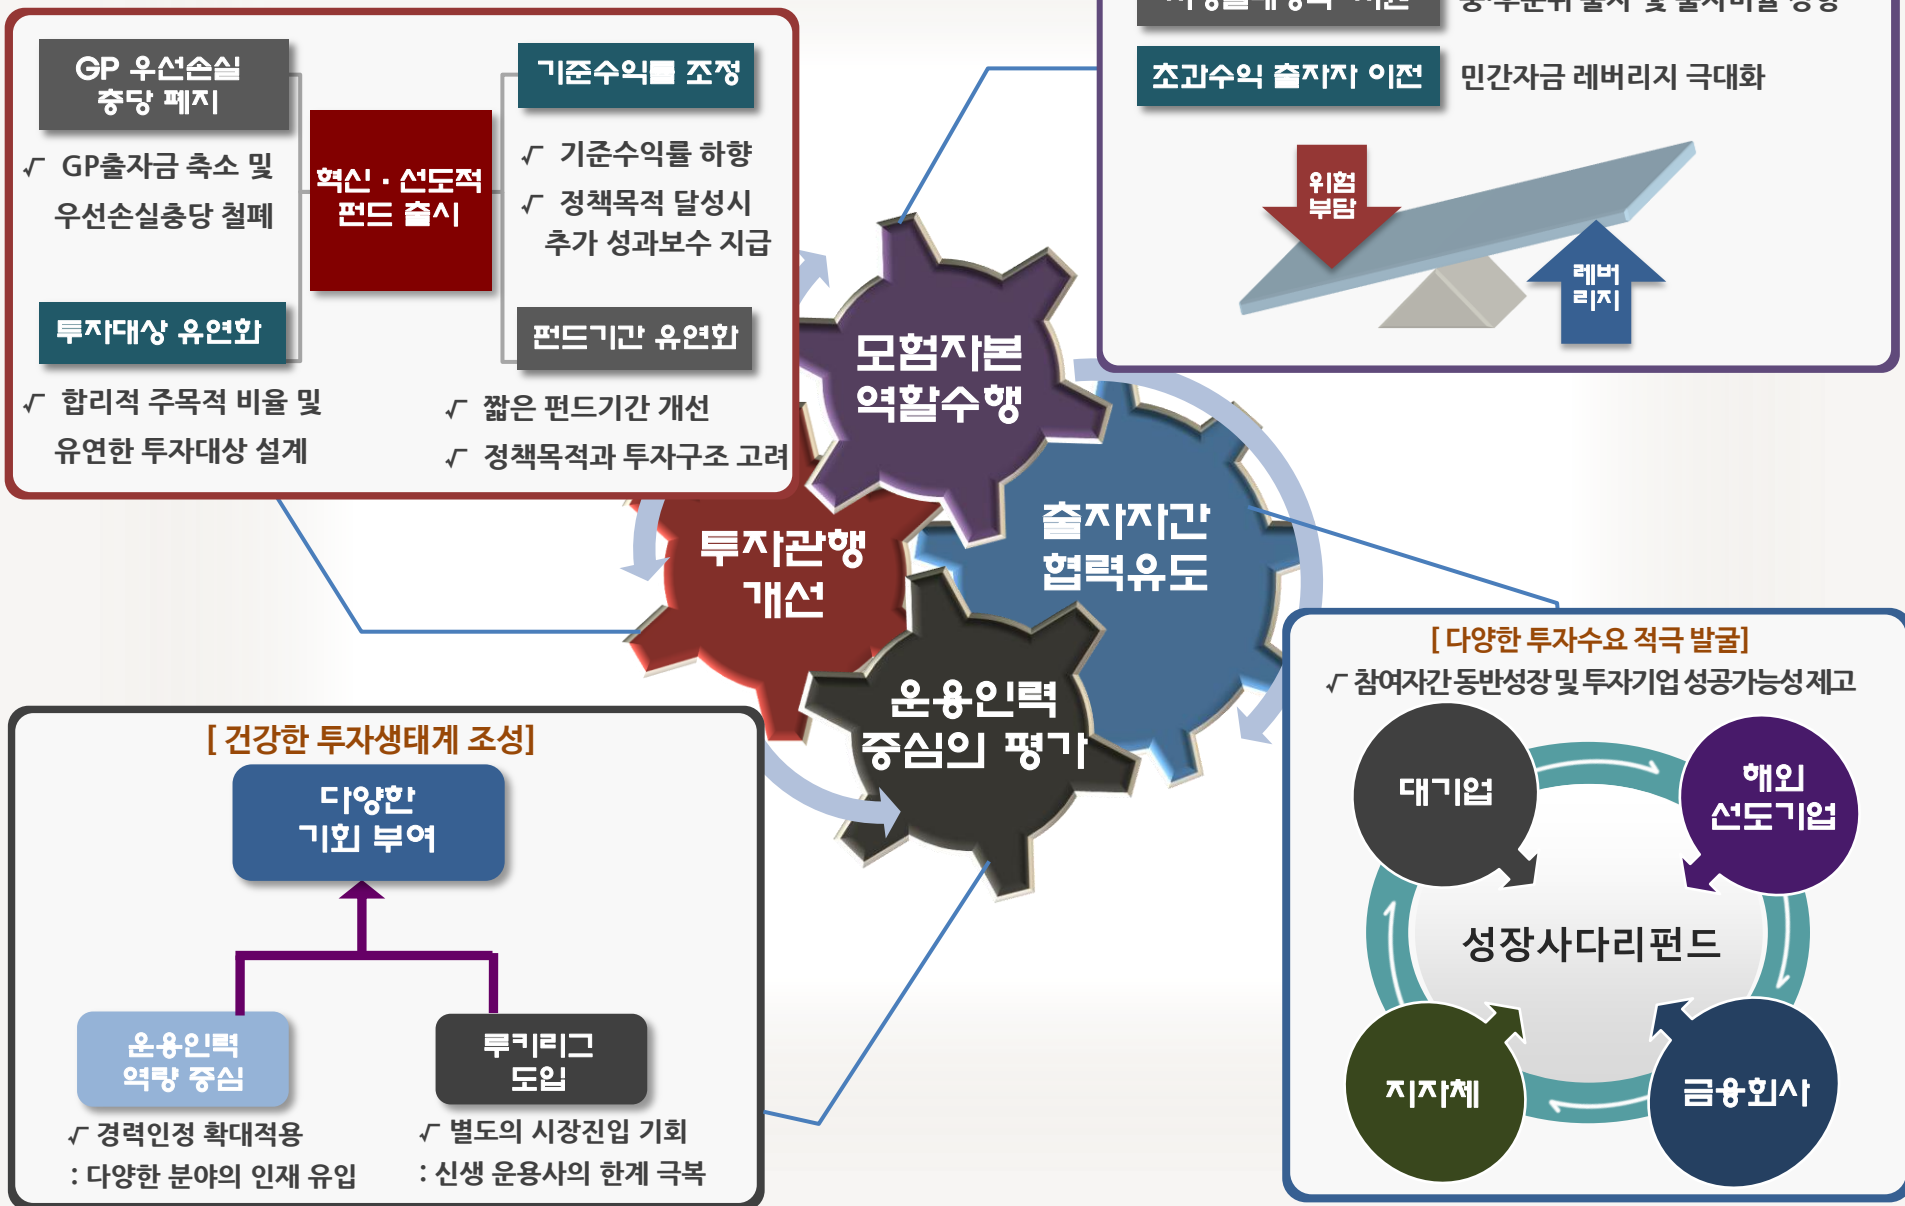 GP 우선손실
충당 폐지
√ GP출자금 축소 및
우선손실충당 철폐
혁신 · 선도적
펀드 출시
기준수익률 조정
√ 기준수익률 하향
√ 정책목적 달성시
추가 성과보수 지급
투자대상 유연화
√ 합리적 주목적 비율 및
유연한 투자대상 설계
펀드기간 유연화
√ 짧은 펀드기간 개선
√ 정책목적과 투자구조 고려
초과수익 출자자 이전
민간자금 레버리지 극대화
위험
부담
레버
리지
모험자본
역할수행
투자관행
개선
출자자간
협력유도
운용인력
중심의 평가
[ 건강한 투자생태계 조성]
다양한
기회 부여
운용인력
역량 중심
√ 경력인정 확대적용
: 다양한 분야의 인재 유입
루키리그
도입
√ 별도의 시장진입 기회
: 신생 운용사의 한계 극복
[ 다양한 투자수요 적극 발굴]
√ 참여자간 동반성장 및 투자기업 성공가능성 제고
대기업
해외
선도기업
성장사다리펀드
지자체
금융회사